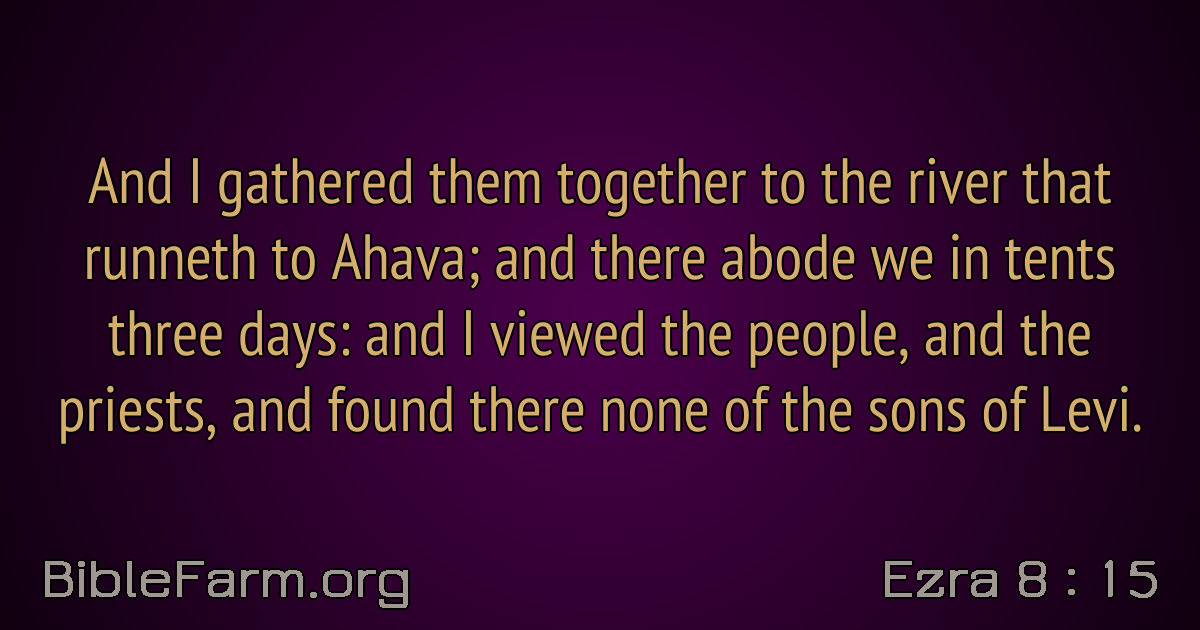 And I gathered them together to the river that
runneth to Ahava; and there abode we in tents
three days: and I viewed the people, and the
priests, and found there none of the sons of Levi.
BibleFarm.org
Ezra 8 : 15